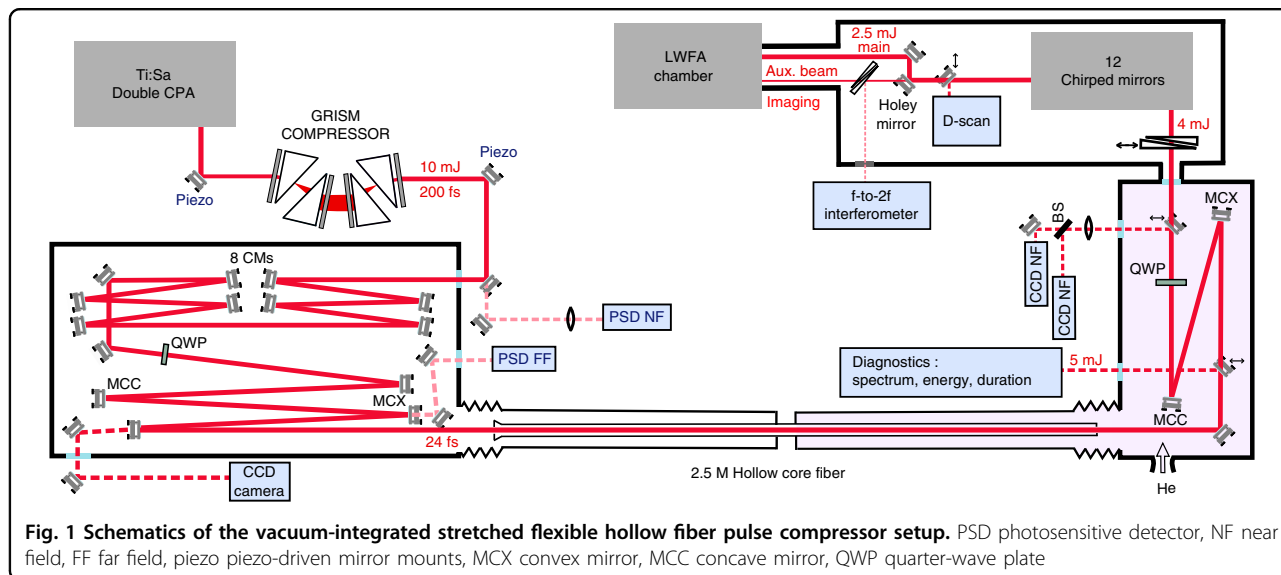 Ti:Sa
Double CPA
GRISM
COMPRESSOR
Piezo
10 mJ
200 fs
Piezo
LWFA
chamber
2.5 mJ
main
Aux. beam
Imaging
Holey
mirror
D-scan
12
Chirped mirrors
4 mJ
f-to-2f
interferometer
8 CMs
QWP
MCC
MCX
PSD NF
PSD FF
24 fs
CCD
camera
2.5 M Hollow core fiber
BS
CCD NF
CCD NF
QWP
MCX
Diagnostics :
spectrum, energy, duration
5 mJ
MCC
He
Fig. 1 Schematics of the vacuum-integrated stretched flexible hollow fiber pulse compressor setup. PSD photosensitive detector, NF near
field, FF far field, piezo piezo-driven mirror mounts, MCX convex mirror, MCC concave mirror, QWP quarter-wave plate